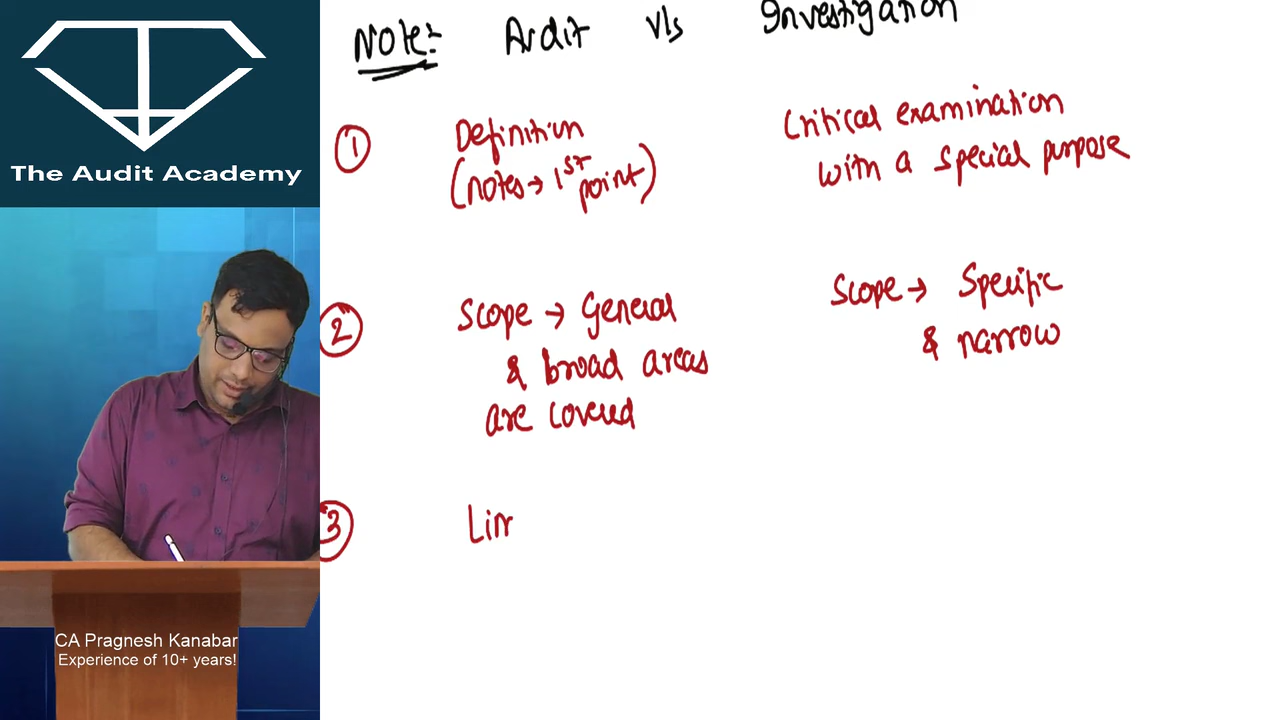 Note:- Audit v/s Investigation
The Audit Academy
1 Definition
(notes → 1st point)
Critical examination
with a special purpose
2 Scope → General
& broad areas
are covered
Scope → Specific
& narrow
3 Lim
CA Pragnesh Kanabar
Experience of 10+ years!